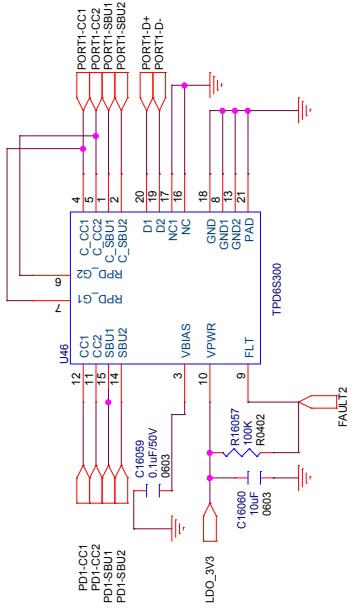 PORT1-CC1
PORT1-CC2
PORT1-SBU1
PORT1-SBU2
PORT1-D+
PORT1-D-
4
5
1
2
20
19
17
16
18
8
13
21
C_CC1
C_CC2
C_SBU1
C_SBU2
D1
D2
NC1
NC
GND
GND1
GND2
PAD
6
7
RPD_G2
RPD_G1
TPD6S300
U46
CC1
CC2
SBU1
SBU2
VBIAS
VPWR
FLT
12
11
15
14
3
10
9
PD1-CC1
PD1-CC2
PD1-SBU1
PD1-SBU2
C16059
0.1uF/50V
0603
LDO_3V3
R16057
100K
R0402
C16060
10uF
0603
FAULT2